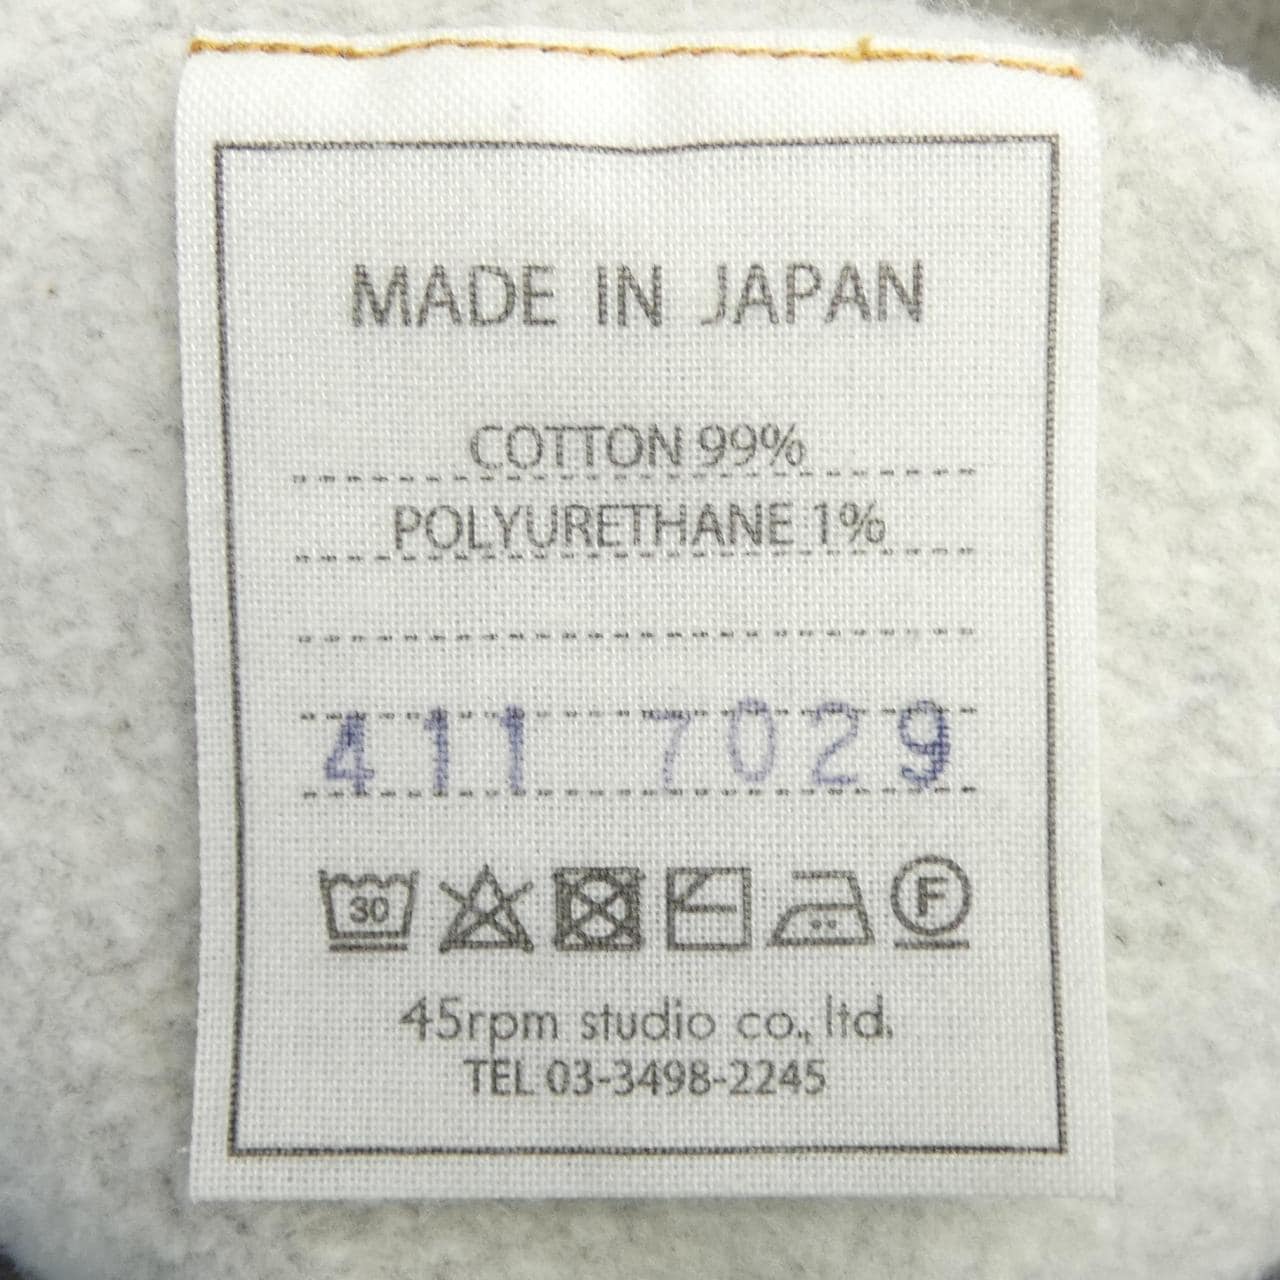 MADE IN JAPAN
COTTON 99%
POLYURETHANE 1%
411 7029
30 F
45rpm studio co., ltd.
TEL 03-3498-2245